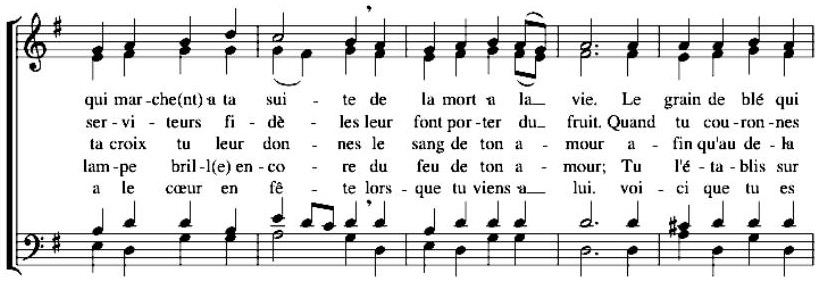 qui mar-che(nt) a ta sui - te de la mort a la_ vie. Le grain de blé qui
ser - vi - teurs fi - dè - les leur font por - ter du_ fruit. Quand tu cou - ron - nes
ta croix tu leur don - nes le sang de ton a - mour a - fin qu'au de - la
lam - pe bril - l(e) en - co - re du feu de ton a - mour; Tu l'é - ta - blis sur
a le cœur en fê - te lors - que tu viens a_ lui. voi - ci que tu es